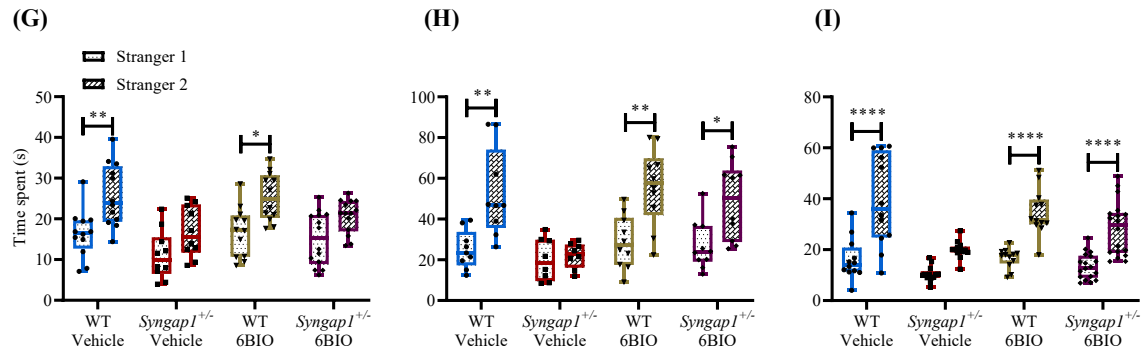 (G)
(H)
(I)
Stranger 1
Stranger 2
Time spent (s)
50
40
30
20
10
0
**
*
WT
Vehicle
Syngap1+/-
Vehicle
WT
6BIO
Syngap1+/-
6BIO
100
80
60
40
20
0
**
**
*
WT
Vehicle
Syngap1+/-
Vehicle
WT
6BIO
Syngap1+/-
6BIO
80
60
40
20
0
****
****
****
WT
Vehicle
Syngap1+/-
Vehicle
WT
6BIO
Syngap1+/-
6BIO